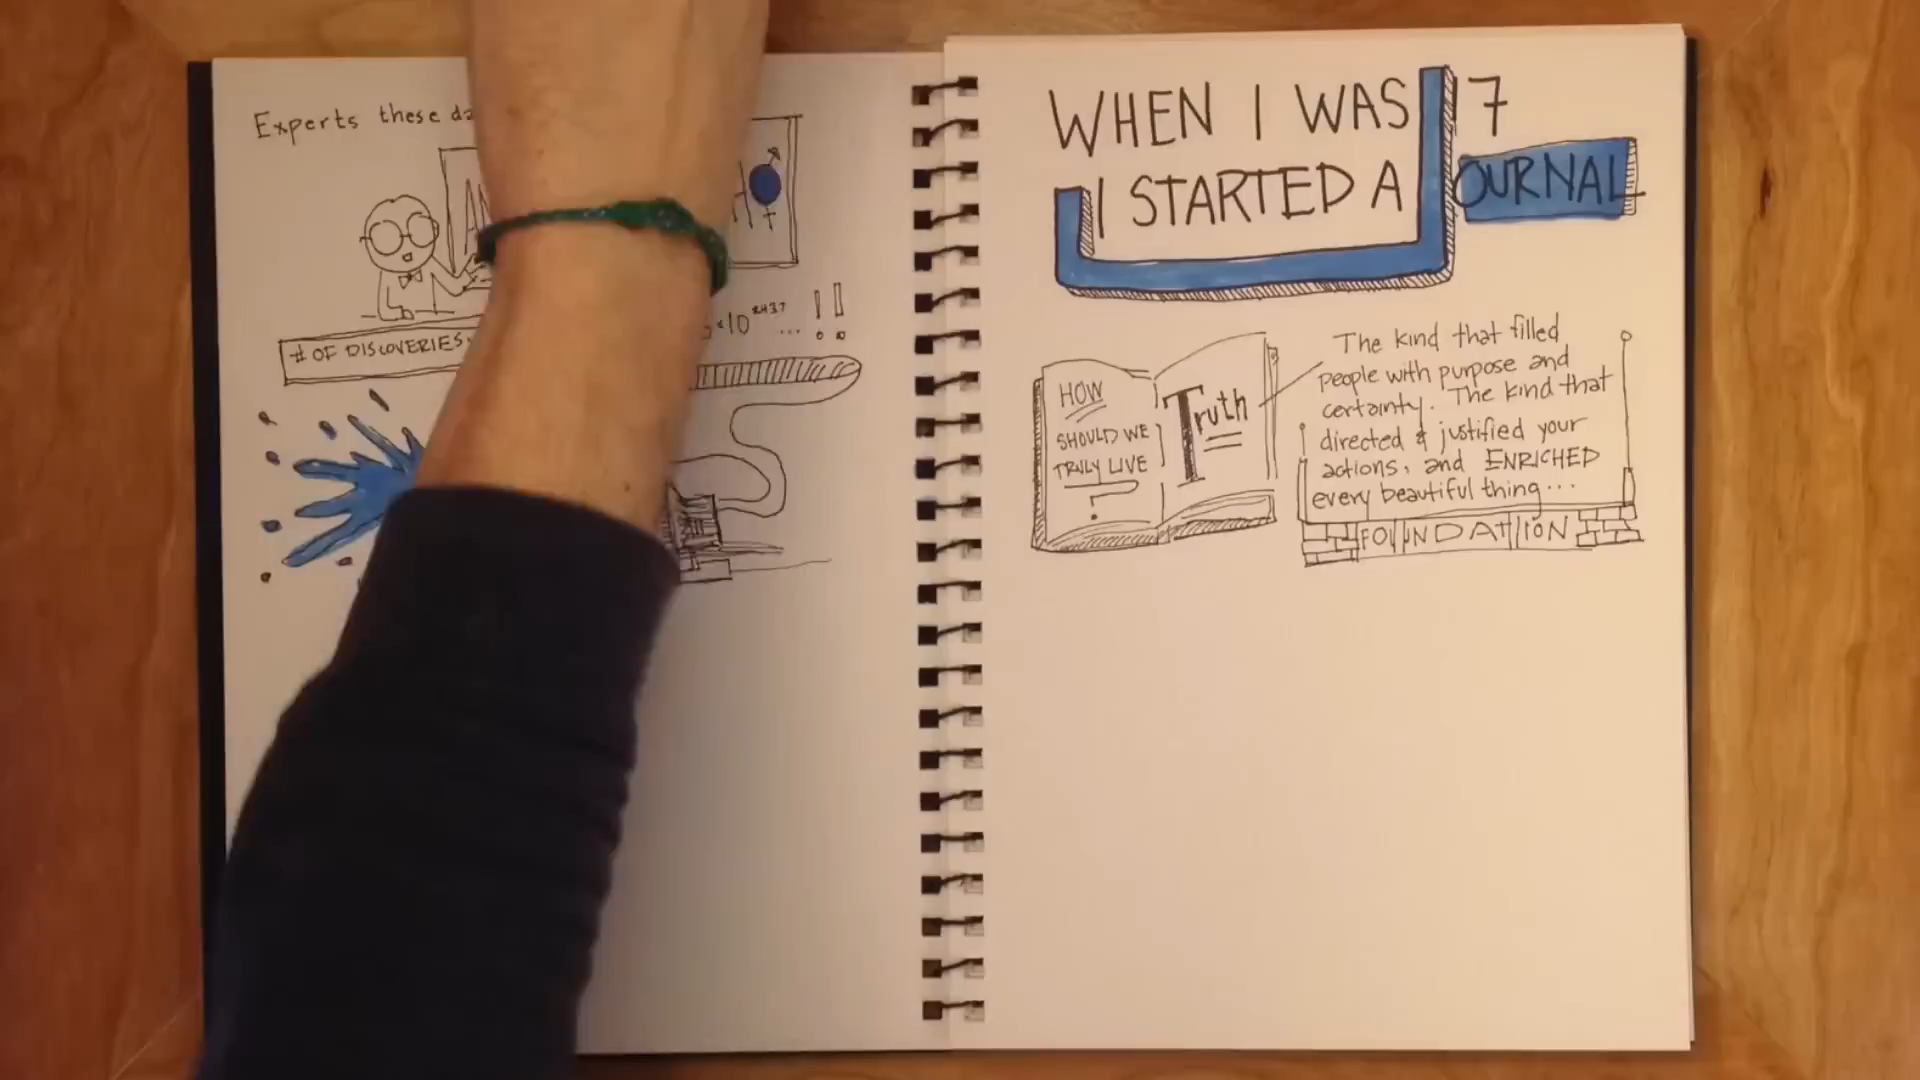 Experts these
# OF DISCOVERIES:
WHEN I WAS 17
I STARTED A JOURNAL
HOW
SHOULD WE
TRULY LIVE
?
Truth
The kind that filled
people with purpose and
certainty. The kind that
directed & justified your
actions, and ENRICHED
every beautiful thing...
FOUNDATION